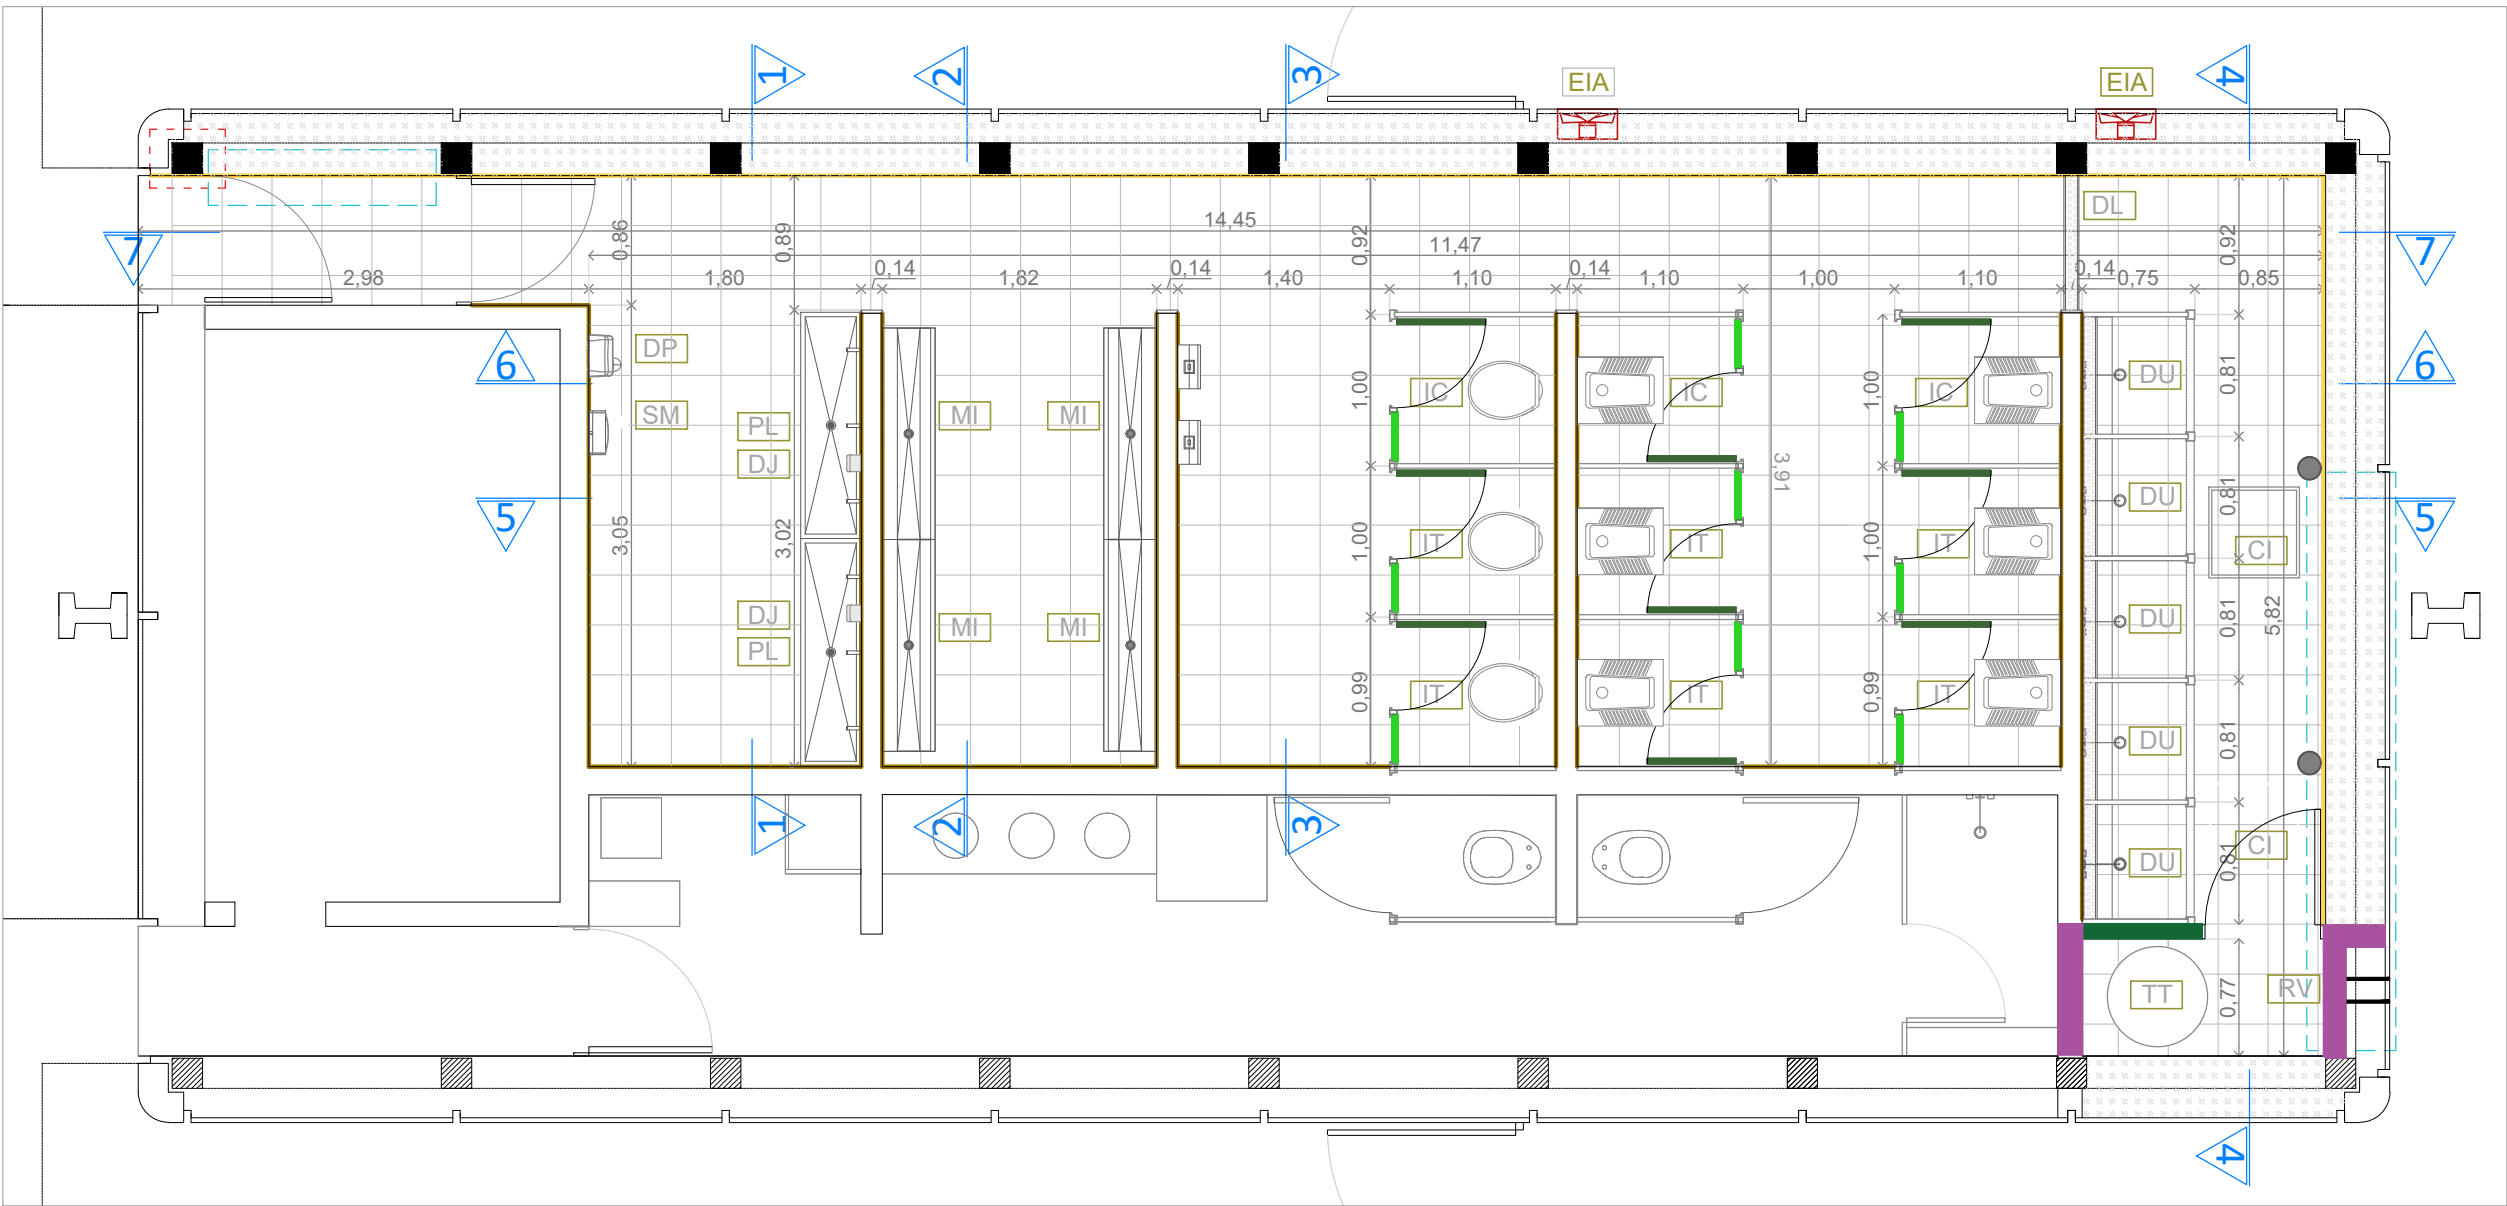 1
2
3
EIA
EIA
4
DL
14,45
0,86
0,89
0,92
0,92
7
11,47
7
2,98
1,80
0,14
1,82
0,14
1,40
1,10
0,14
1,10
1,00
1,10
0,14
0,75
0,85
6
DP
6
1,00
IC
IC
1,00
IC
DU
0,81
SM
PL
MI
MI
DJ
3,91
5
DU
0,81
5
3,05
3,02
1,00
IT
IT
1,00
IT
CI
DJ
MI
MI
DU
0,81
5,82
PL
0,99
IT
IT
0,99
IT
DU
0,81
1
2
3
CI
DU
0,81
TT
0,77
RV
4